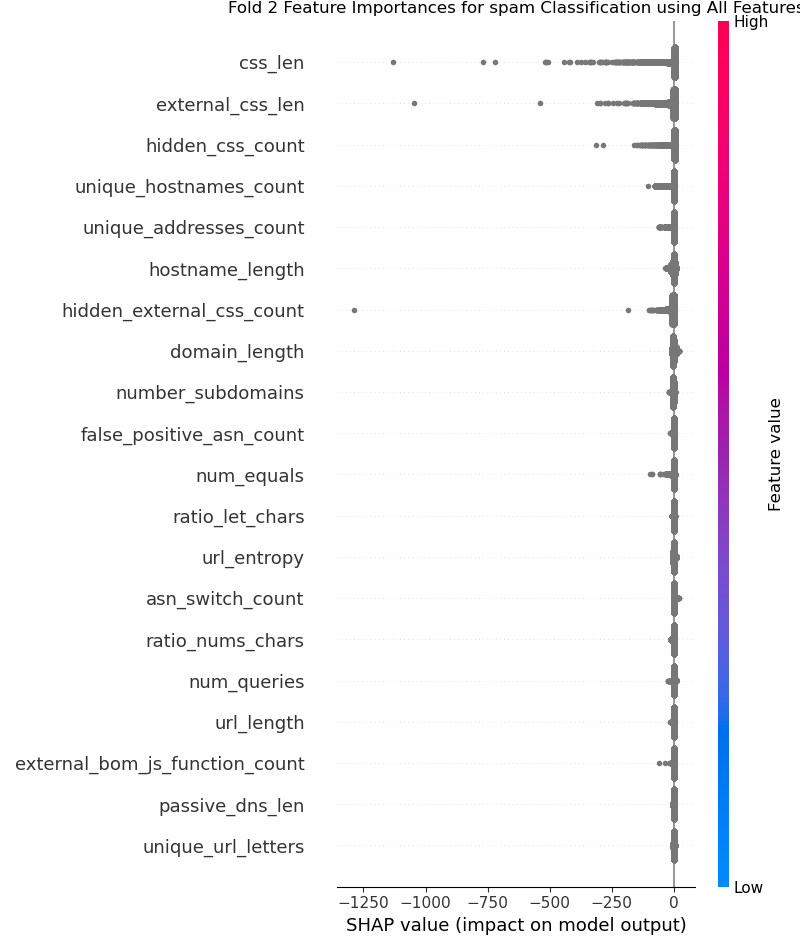 Fold 2 Feature Importances for spam Classification using All Features
High
css_len
external_css_len
hidden_css_count
unique_hostnames_count
unique_addresses_count
hostname_length
hidden_external_css_count
domain_length
number_subdomains
false_positive_asn_count
num_equals
ratio_let_chars
url_entropy
asn_switch_count
ratio_nums_chars
num_queries
url_length
external_bom_js_function_count
passive_dns_len
unique_url_letters
Feature value
Low
−1250 −1000 −750 −500 −250 0
SHAP value (impact on model output)